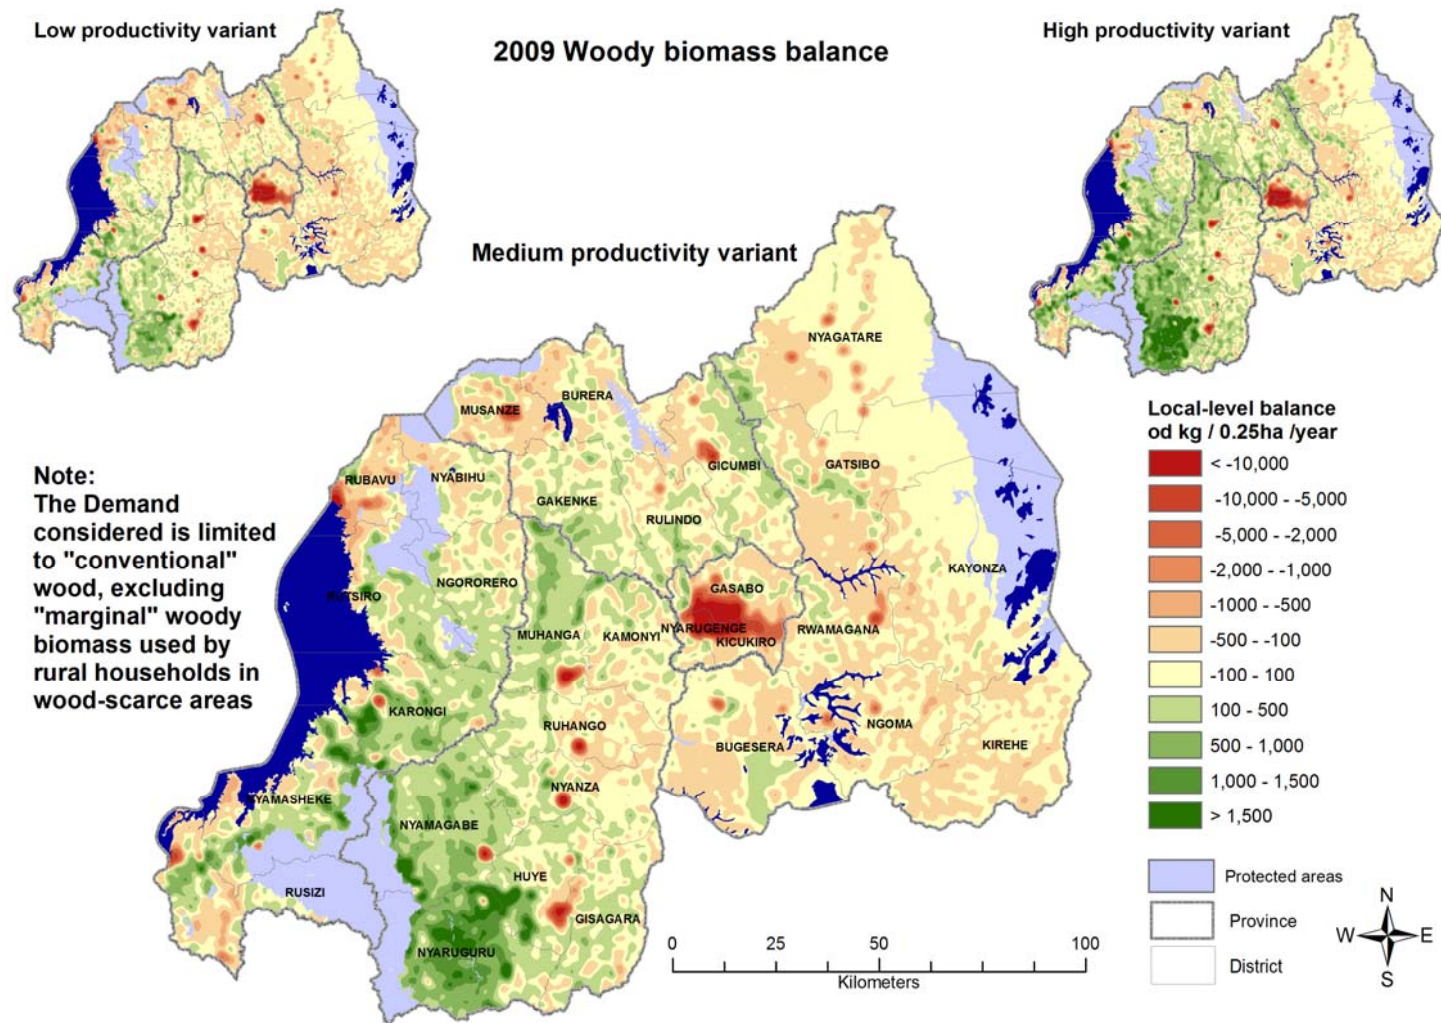 Low productivity variant
2009 Woody biomass balance
High productivity variant
Medium productivity variant
Note:
The Demand
considered is limited
to "conventional"
wood, excluding
"marginal" woody
biomass used by
rural households in
wood-scarce areas
NYAGATARE
BURERA
MUSANZE
GICUMBI
GATSIBO
RUBAVU
NYABIHU
GAKENKE
RULINDO
KAYONZA
NGORORERO
GASABO
RUTSIRO
MUHANGA
KAMONYI
NYARUGENGE
RWAMAGANA
KICUKIRO
KARONGI
RUHANGO
NGOMA
BUGESERA
KIREHE
NYANZA
NYAMASHEKE
NYAMAGABE
HUYE
RUSIZI
GISAGARA
NYARUGURU
Local-level balance
od kg / 0.25ha /year
< -10,000
-10,000 - -5,000
-5,000 - -2,000
-2,000 - -1,000
-1000 - -500
-500 - -100
-100 - 100
100 - 500
500 - 1,000
1,000 - 1,500
> 1,500
Protected areas
Province
District
0 25 50 100
Kilometers
N
W E
S